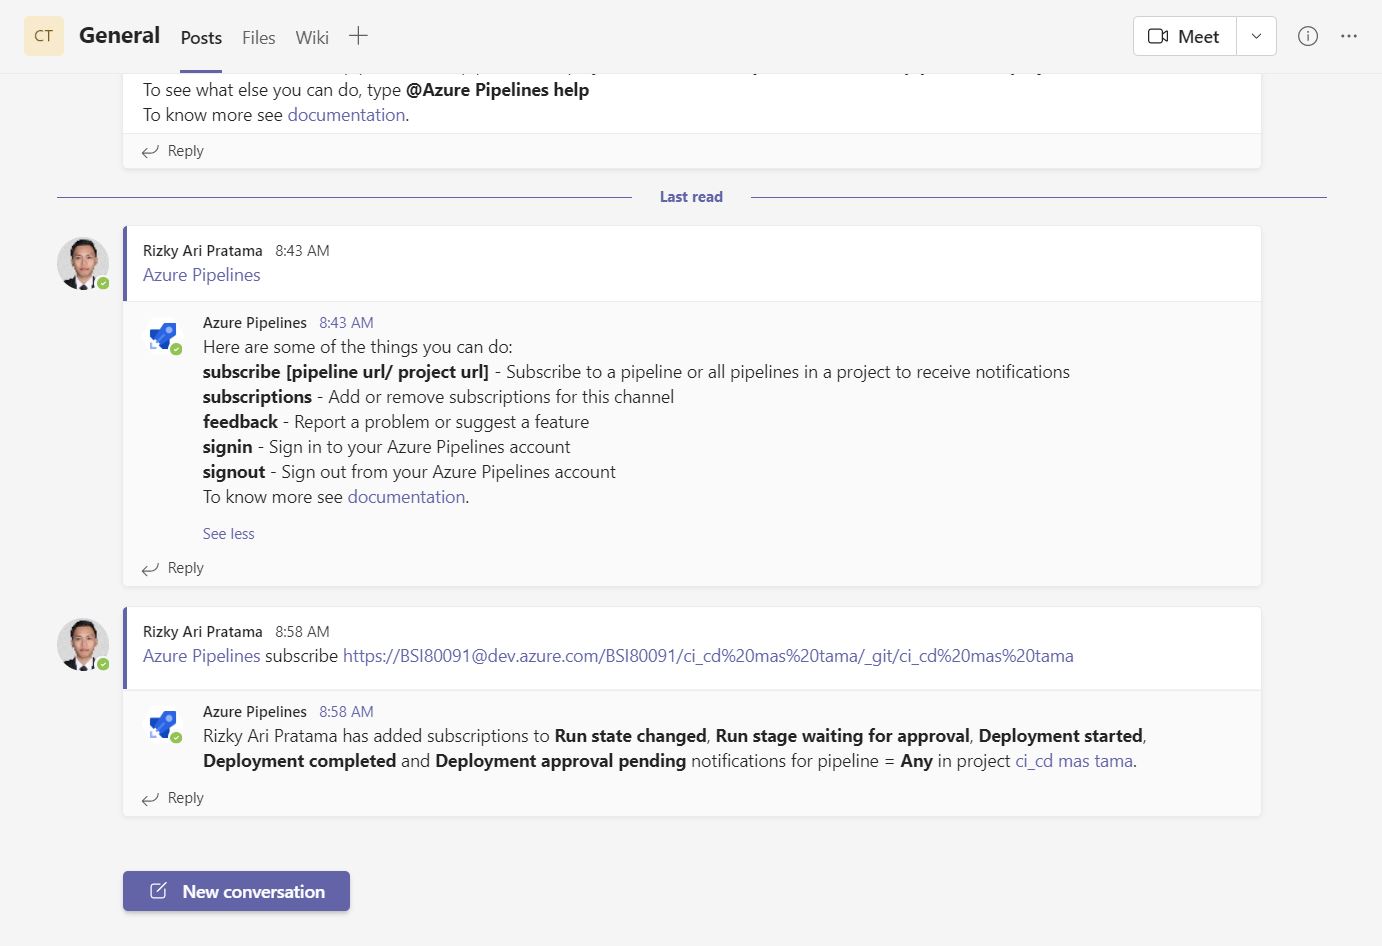 CT General Posts Files Wiki Meet
To see what else you can do, type @Azure Pipelines help
To know more see documentation.
Reply
Last read
Rizky Ari Pratama 8:43 AM
Azure Pipelines
Azure Pipelines 8:43 AM
Here are some of the things you can do:
subscribe [pipeline url/ project url] - Subscribe to a pipeline or all pipelines in a project to receive notifications
subscriptions - Add or remove subscriptions for this channel
feedback - Report a problem or suggest a feature
signin - Sign in to your Azure Pipelines account
signout - Sign out from your Azure Pipelines account
To know more see documentation.
See less
Reply
Rizky Ari Pratama 8:58 AM
Azure Pipelines subscribe https://BSI80091@dev.azure.com/BSI80091/ci_cd%20mas%20tama/_git/ci_cd%20mas%20tama
Azure Pipelines 8:58 AM
Rizky Ari Pratama has added subscriptions to Run state changed, Run stage waiting for approval, Deployment started,
Deployment completed and Deployment approval pending notifications for pipeline = Any in project ci_cd mas tama.
Reply
New conversation